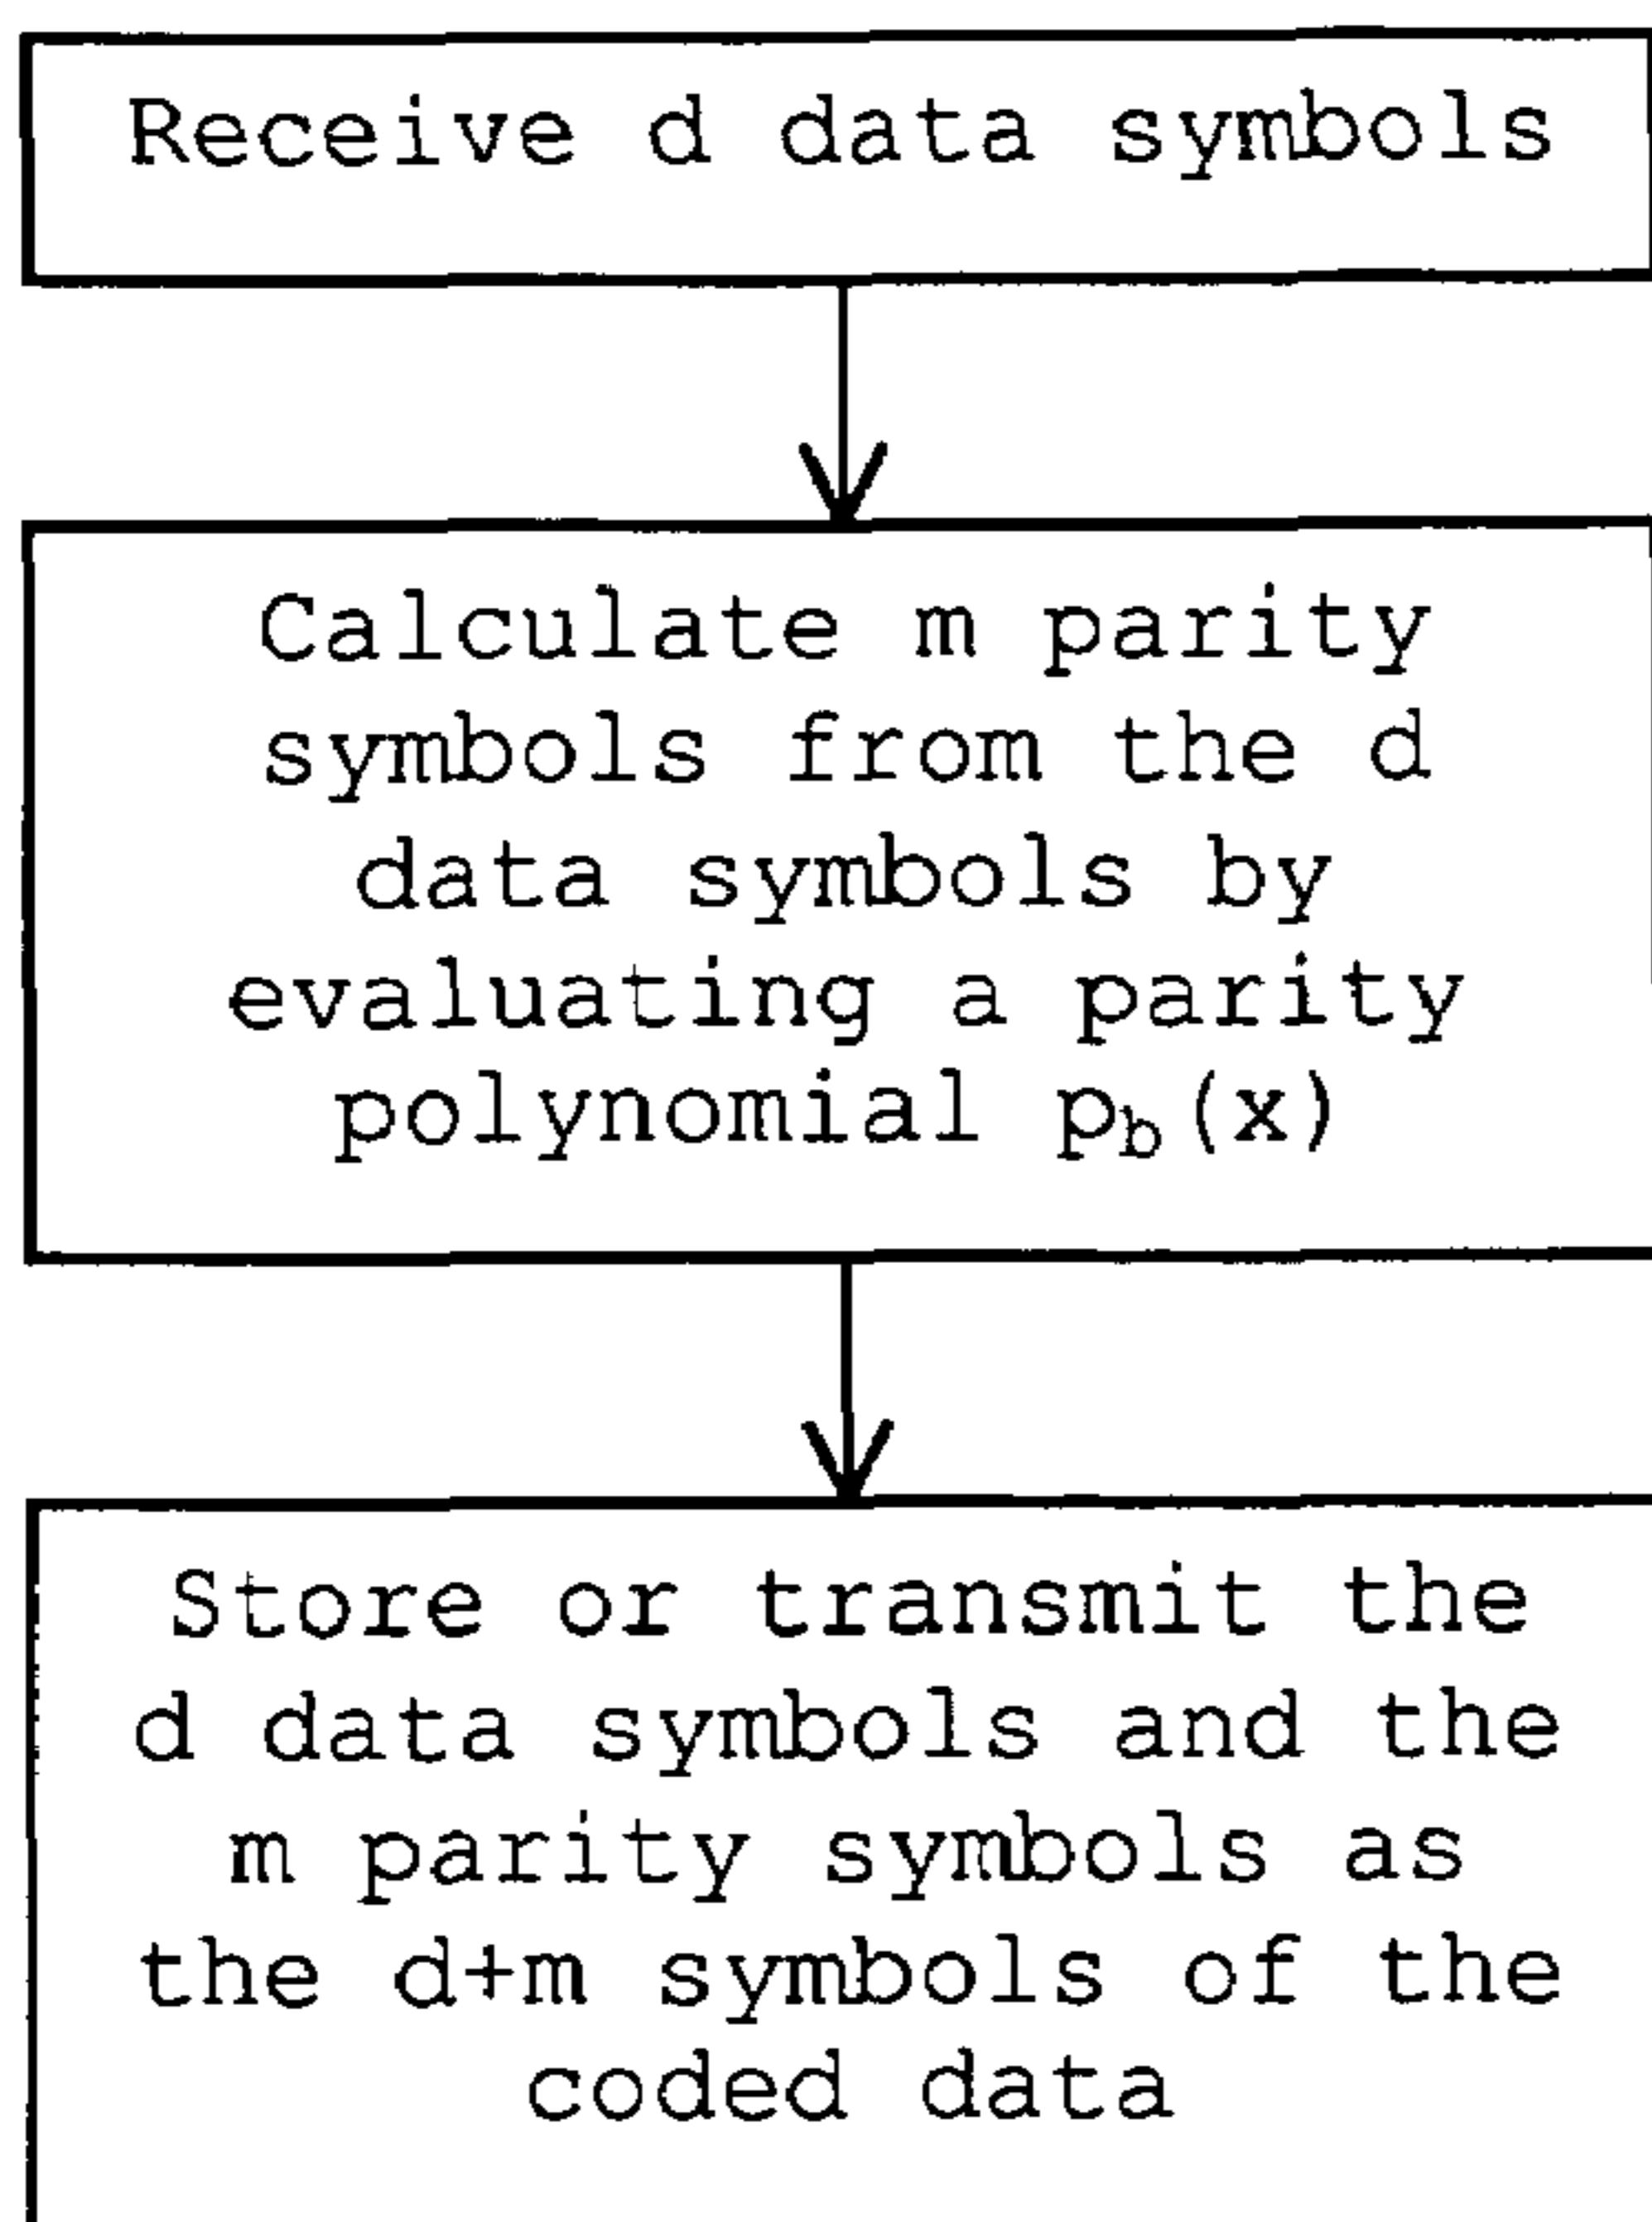 Receive d data symbols
Calculate m parity
symbols from the d
data symbols by
evaluating a parity
polynomial p_b(x)
Store or transmit the
d data symbols and the
m parity symbols as
the d+m symbols of the
coded data